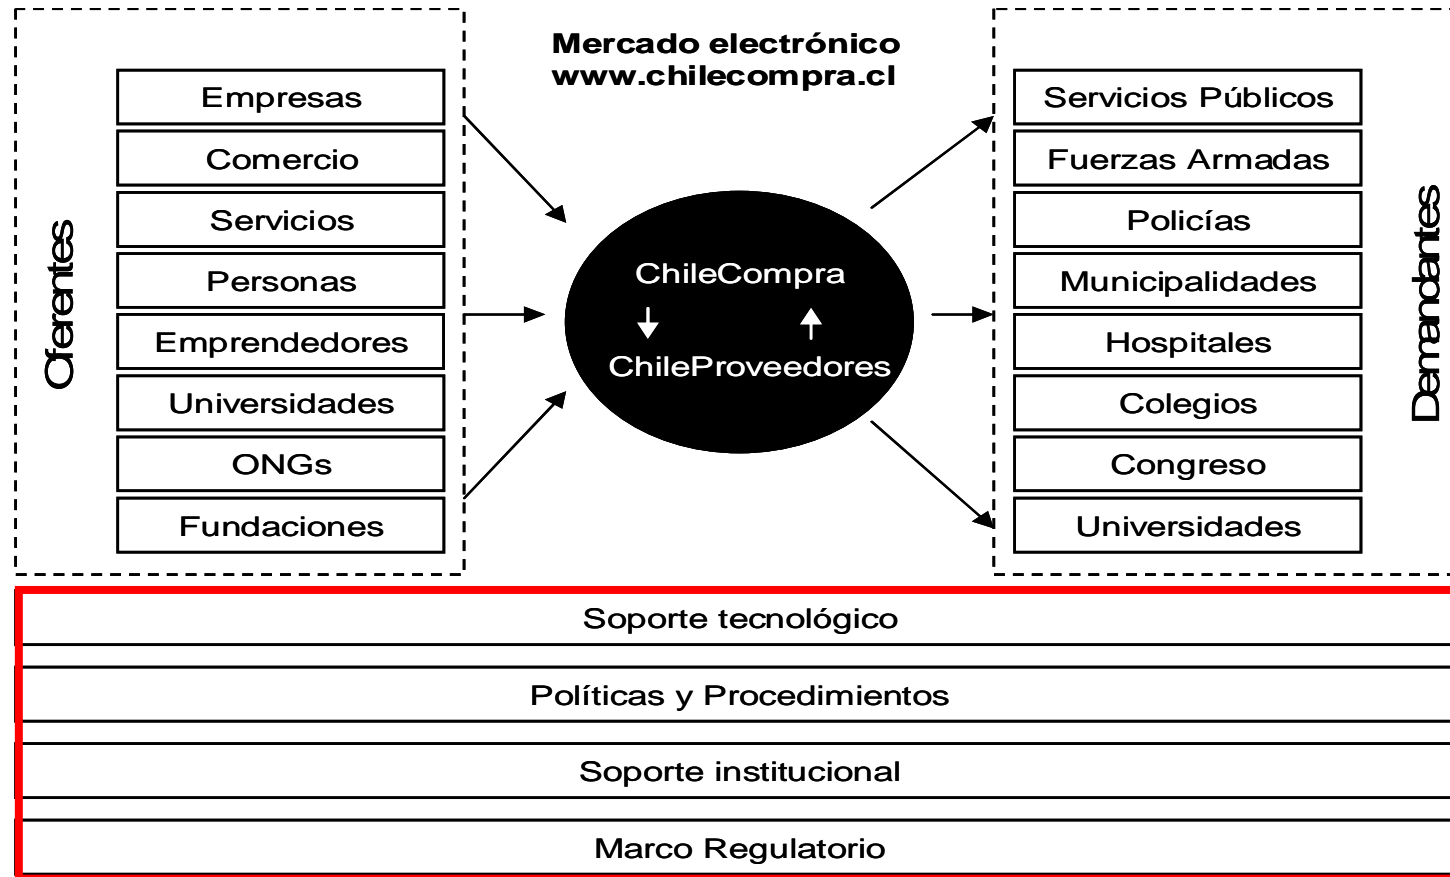 Mercado electrónico
www.chilecompra.cl
Oferentes
Empresas
Comercio
Servicios
Personas
Emprendedores
Universidades
ONGs
Fundaciones
ChileCompra
ChileProveedores
Servicios Públicos
Fuerzas Armadas
Policías
Municipalidades
Hospitales
Colegios
Congreso
Universidades
Demandantes
Soporte tecnológico
Políticas y Procedimientos
Soporte institucional
Marco Regulatorio